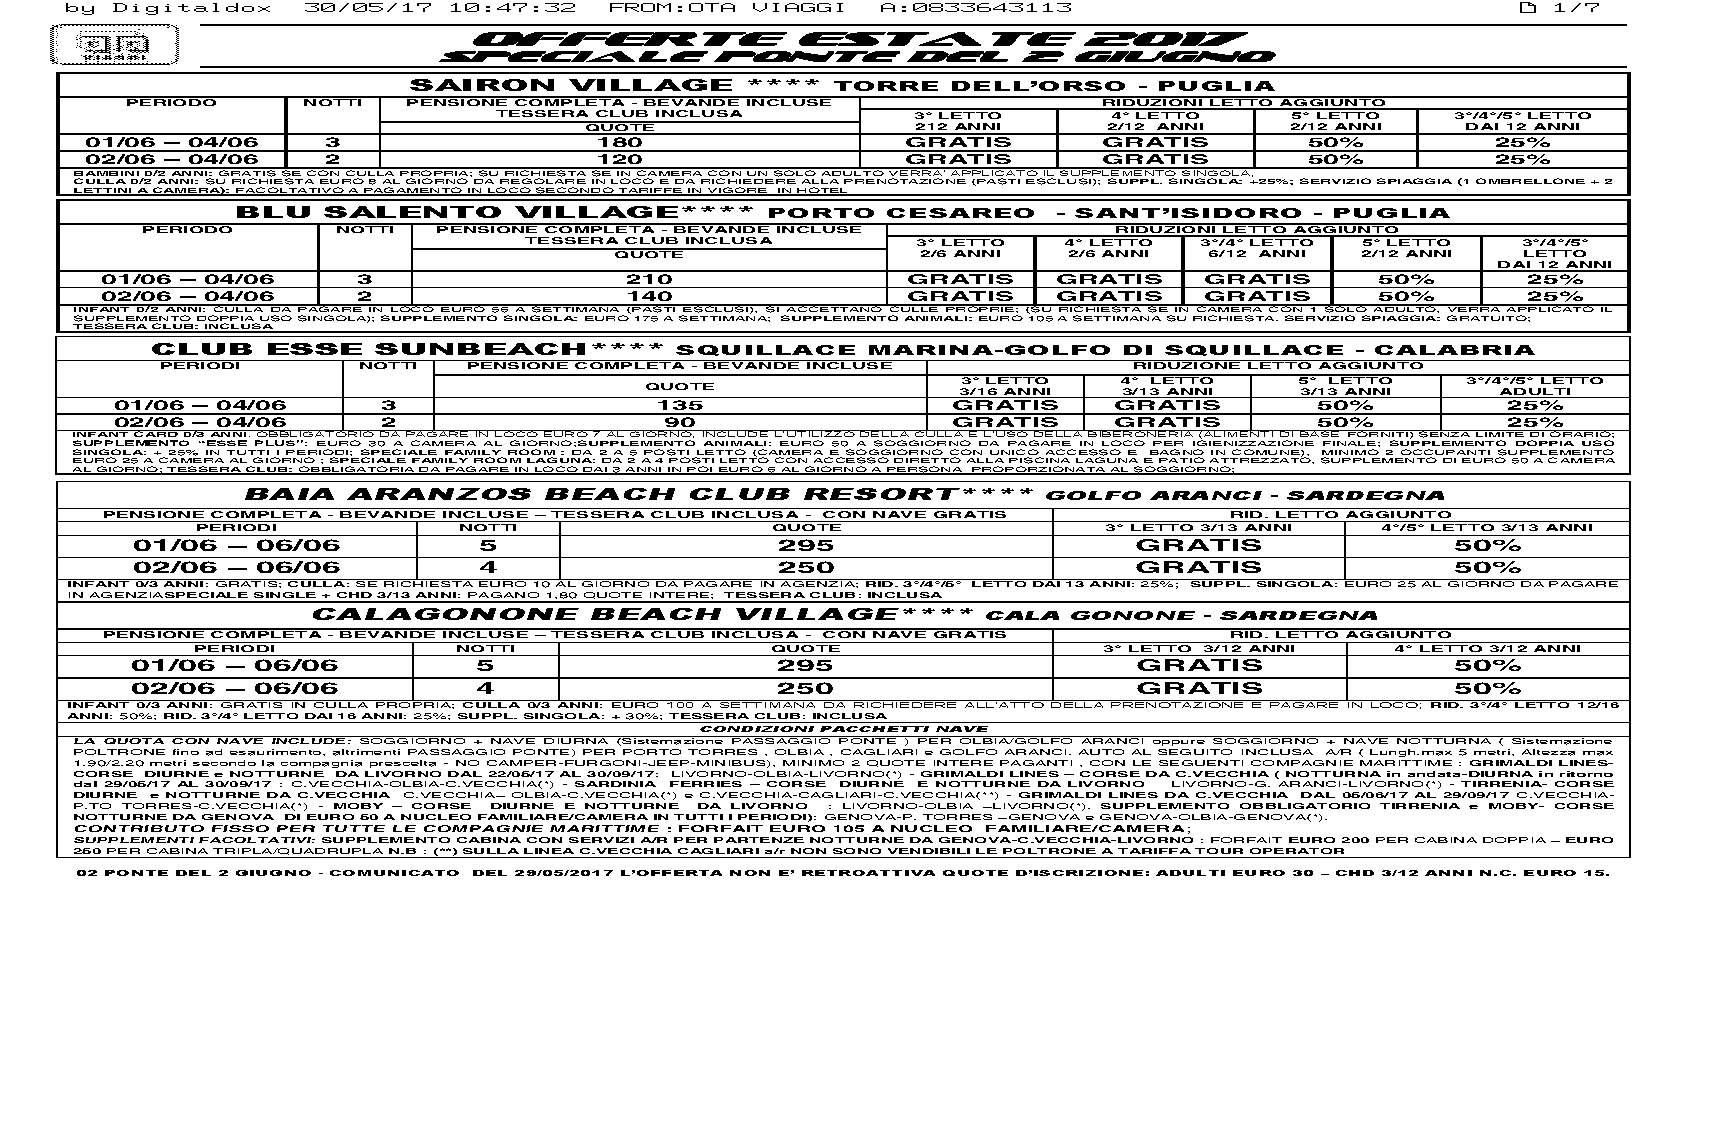 by Digitaldox 30/05/17 10:47:32 FROM:OTA VIAGGI A:0833643113 1/7
OFFERTE ESTATE 2017
SPECIALE PONTE DEL 2 GIUGNO
VIAGGI
SAIRON VILLAGE **** TORRE DELL'ORSO - PUGLIA
PERIODO NOTTI PENSIONE COMPLETA - BEVANDE INCLUSE RIDUZIONI LETTO AGGIUNTO
TESSERA CLUB INCLUSA 3° LETTO 4° LETTO 5° LETTO 3°/4°/5° LETTO
QUOTE 212 ANNI 2/12 ANNI 2/12 ANNI DAI 12 ANNI
01/06 – 04/06 3 180 GRATIS GRATIS 50% 25%
02/06 – 04/06 2 120 GRATIS GRATIS 50% 25%
BAMBINI 0/2 ANNI: GRATIS SE CON CULLA PROPRIA; SU RICHIESTA SE IN CAMERA CON UN SOLO ADULTO VERRA' APPLICATO IL SUPPLEMENTO SINGOLA.
CULLA 0/2 ANNI: SU RICHIESTA EURO 8 AL GIORNO DA REGOLARE IN LOCO E DA RICHIEDERE ALLA PRENOTAZIONE (PASTI ESCLUSI); SUPPL. SINGOLA: +25%; SERVIZIO SPIAGGIA (1 OMBRELLONE + 2
LETTINI A CAMERA): FACOLTATIVO A PAGAMENTO IN LOCO SECONDO TARIFFE IN VIGORE IN HOTEL
BLU SALENTO VILLAGE**** PORTO CESAREO - SANT'ISIDORO - PUGLIA
PERIODO NOTTI PENSIONE COMPLETA - BEVANDE INCLUSE RIDUZIONI LETTO AGGIUNTO
TESSERA CLUB INCLUSA 3° LETTO 4° LETTO 3°/4° LETTO 5° LETTO 3°/4°/5°
QUOTE 2/6 ANNI 2/6 ANNI 6/12 ANNI 2/12 ANNI LETTO
DAI 12 ANNI
01/06 – 04/06 3 210 GRATIS GRATIS GRATIS 50% 25%
02/06 – 04/06 2 140 GRATIS GRATIS GRATIS 50% 25%
INFANT 0/2 ANNI: CULLA DA PAGARE IN LOCO EURO 56 A SETTIMANA (PASTI ESCLUSI), SI ACCETTANO CULLE PROPRIE; (SU RICHIESTA SE IN CAMERA CON 1 SOLO ADULTO, VERRA APPLICATO IL
SUPPLEMENTO DOPPIA USO SINGOLA); SUPPLEMENTO SINGOLA: EURO 175 A SETTIMANA; SUPPLEMENTO ANIMALI: EURO 105 A SETTIMANA SU RICHIESTA. SERVIZIO SPIAGGIA: GRATUITO;
TESSERA CLUB: INCLUSA
CLUB ESSE SUNBEACH**** SQUILLACE MARINA-GOLFO DI SQUILLACE - CALABRIA
PERIODI NOTTI PENSIONE COMPLETA - BEVANDE INCLUSE RIDUZIONE LETTO AGGIUNTO
QUOTE 3° LETTO 4° LETTO 5° LETTO 3°/4°/5° LETTO
3/16 ANNI 3/13 ANNI 3/13 ANNI ADULTI
01/06 – 04/06 3 135 GRATIS GRATIS 50% 25%
02/06 – 04/06 2 90 GRATIS GRATIS 50% 25%
INFANT CARD 0/3 ANNI: OBBLIGATORIO DA PAGARE IN LOCO EURO 7 AL GIORNO, INCLUDE L'UTILIZZO DELLA CULLA E L'USO DELLA BIBERONERIA (ALIMENTI DI BASE FORNITI) SENZA LIMITE DI ORARIO;
SUPPLEMENTO "ESSE PLUS": EURO 30 A CAMERA AL GIORNO;SUPPLEMENTO ANIMALI: EURO 50 A SOGGIORNO DA PAGARE IN LOCO PER IGIENIZZAZIONE FINALE; SUPPLEMENTO DOPPIA USO
SINGOLA: + 25% IN TUTTI I PERIODI; SPECIALE FAMILY ROOM : DA 2 A 5 POSTI LETTO (CAMERA E SOGGIORNO CON UNICO ACCESSO E BAGNO IN COMUNE), MINIMO 2 OCCUPANTI SUPPLEMENTO
EURO 25 A CAMERA AL GIORNO ; SPECIALE FAMILY ROOM LAGUNA: DA 2 A 4 POSTI LETTO CON ACCESSO DIRETTO ALLA PISCINA LAGUNA E PATIO ATTREZZATO, SUPPLEMENTO DI EURO 50 A CAMERA
AL GIORNO; TESSERA CLUB: OBBLIGATORIA DA PAGARE IN LOCO DAI 3 ANNI IN POI EURO 5 AL GIORNO A PERSONA PROPORZIONATA AL SOGGIORNO;
BAIA ARANZOS BEACH CLUB RESORT**** GOLFO ARANCI - SARDEGNA
PENSIONE COMPLETA - BEVANDE INCLUSE – TESSERA CLUB INCLUSA - CON NAVE GRATIS RID. LETTO AGGIUNTO
PERIODI NOTTI QUOTE 3° LETTO 3/13 ANNI 4°/5° LETTO 3/13 ANNI
01/06 – 06/06 5 295 GRATIS 50%
02/06 – 06/06 4 250 GRATIS 50%
INFANT 0/3 ANNI: GRATIS; CULLA: SE RICHIESTA EURO 10 AL GIORNO DA PAGARE IN AGENZIA; RID. 3°/4°/5° LETTO DAI 13 ANNI: 25%; SUPPL. SINGOLA: EURO 25 AL GIORNO DA PAGARE
IN AGENZIASPECIALE SINGLE + CHD 3/13 ANNI: PAGANO 1,80 QUOTE INTERE; TESSERA CLUB: INCLUSA
CALAGONONE BEACH VILLAGE**** CALA GONONE - SARDEGNA
PENSIONE COMPLETA - BEVANDE INCLUSE – TESSERA CLUB INCLUSA - CON NAVE GRATIS RID. LETTO AGGIUNTO
PERIODI NOTTI QUOTE 3° LETTO 3/12 ANNI 4° LETTO 3/12 ANNI
01/06 – 06/06 5 295 GRATIS 50%
02/06 – 06/06 4 250 GRATIS 50%
INFANT 0/3 ANNI: GRATIS IN CULLA PROPRIA; CULLA 0/3 ANNI: EURO 100 A SETTIMANA DA RICHIEDERE ALL'ATTO DELLA PRENOTAZIONE E PAGARE IN LOCO; RID. 3°/4° LETTO 12/16
ANNI: 50%; RID. 3°/4° LETTO DAI 16 ANNI: 25%; SUPPL. SINGOLA: + 30%; TESSERA CLUB: INCLUSA
CONDIZIONI PACCHETTI NAVE
LA QUOTA CON NAVE INCLUDE: SOGGIORNO + NAVE DIURNA (Sistemazione PASSAGGIO PONTE ) PER OLBIA/GOLFO ARANCI oppure SOGGIORNO + NAVE NOTTURNA ( Sistemazione
POLTRONE fino ad esaurimento, altrimenti PASSAGGIO PONTE) PER PORTO TORRES , OLBIA , CAGLIARI e GOLFO ARANCI. AUTO AL SEGUITO INCLUSA A/R ( Lungh.max 5 metri, Altezza max
1.90/2.20 metri secondo la compagnia prescelta - NO CAMPER-FURGONI-JEEP-MINIBUS), MINIMO 2 QUOTE INTERE PAGANTI , CON LE SEGUENTI COMPAGNIE MARITTIME : GRIMALDI LINES-
CORSE DIURNE e NOTTURNE DA LIVORNO DAL 22/05/17 AL 30/09/17: LIVORNO-OLBIA-LIVORNO(*) - GRIMALDI LINES – CORSE DA C.VECCHIA ( NOTTURNA in andata-DIURNA in ritorno
dal 29/05/17 AL 30/09/17 : C.VECCHIA-OLBIA-C.VECCHIA(*) - SARDINIA FERRIES – CORSE DIURNE E NOTTURNE DA LIVORNO LIVORNO-G. ARANCI-LIVORNO(*) - TIRRENIA- CORSE
DIURNE e NOTTURNE DA C.VECCHIA C.VECCHIA– OLBIA-C.VECCHIA(*) e C.VECCHIA-CAGLIARI-C.VECCHIA(**) - GRIMALDI LINES DA C.VECCHIA DAL 05/06/17 AL 29/09/17 C.VECCHIA-
P.TO TORRES-C.VECCHIA(*) - MOBY – CORSE DIURNE E NOTTURNE DA LIVORNO : LIVORNO-OLBIA –LIVORNO(*). SUPPLEMENTO OBBLIGATORIO TIRRENIA e MOBY- CORSE
NOTTURNE DA GENOVA DI EURO 50 A NUCLEO FAMILIARE/CAMERA IN TUTTI I PERIODI): GENOVA-P. TORRES –GENOVA e GENOVA-OLBIA-GENOVA(*).
CONTRIBUTO FISSO PER TUTTE LE COMPAGNIE MARITTIME : FORFAIT EURO 105 A NUCLEO FAMILIARE/CAMERA;
SUPPLEMENTI FACOLTATIVI: SUPPLEMENTO CABINA CON SERVIZI A/R PER PARTENZE NOTTURNE DA GENOVA-C.VECCHIA-LIVORNO : FORFAIT EURO 200 PER CABINA DOPPIA – EURO
250 PER CABINA TRIPLA/QUADRUPLA N.B : (**) SULLA LINEA C.VECCHIA CAGLIARI a/r NON SONO VENDIBILI LE POLTRONE A TARIFFA TOUR OPERATOR
02 PONTE DEL 2 GIUGNO - COMUNICATO DEL 29/05/2017 L'OFFERTA NON E' RETROATTIVA QUOTE D'ISCRIZIONE: ADULTI EURO 30 – CHD 3/12 ANNI N.C. EURO 15.